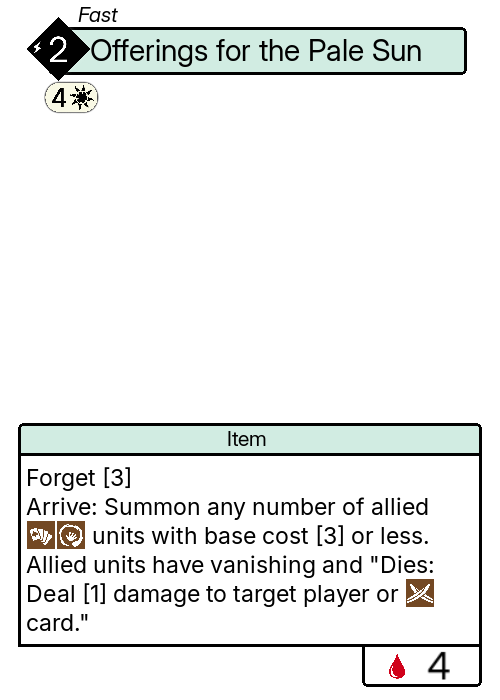 Fast
2 Offerings for the Pale Sun
4
Item
Forget [3]
Arrive: Summon any number of allied
units with base cost [3] or less.
Allied units have vanishing and "Dies:
Deal [1] damage to target player or
card."
4